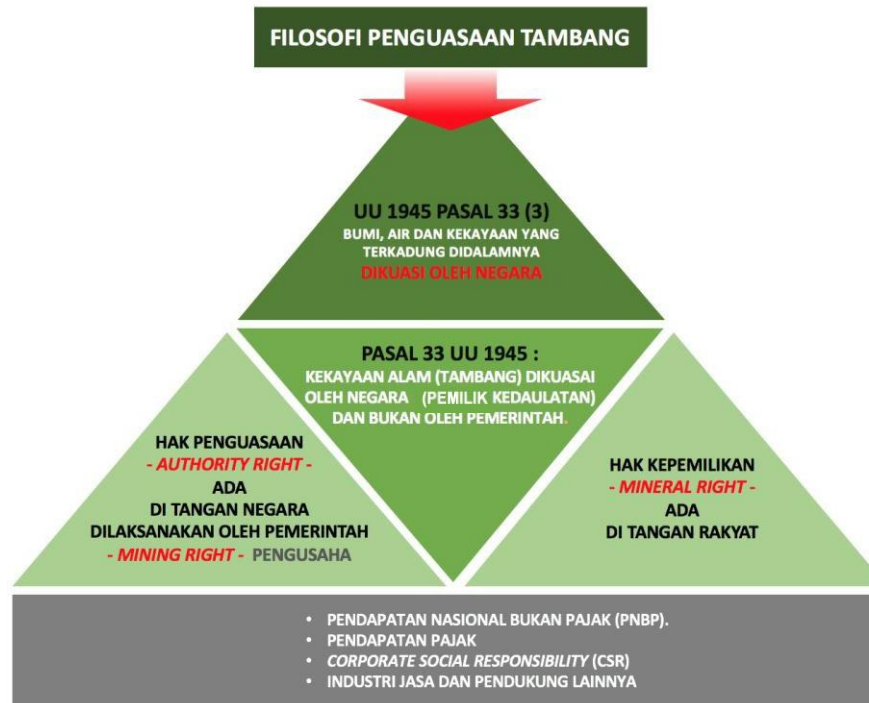 FILOSOFI PENGUASAAN TAMBANG
UU 1945 PASAL 33 (3)
BUMI, AIR DAN KEKAYAAN YANG
TERKADUNG DIDALAMNYA
DIKUASI OLEH NEGARA
PASAL 33 UU 1945 :
KEKAYAAN ALAM (TAMBANG) DIKUASAI
OLEH NEGARA (PEMILIK KEDAULATAN)
DAN BUKAN OLEH PEMERINTAH.
HAK PENGUASAAN
- AUTHORITY RIGHT -
ADA
DI TANGAN NEGARA
DILAKSANAKAN OLEH PEMERINTAH
- MINING RIGHT - PENGUSAHA
HAK KEPEMILIKAN
- MINERAL RIGHT -
ADA
DI TANGAN RAKYAT
• PENDAPATAN NASIONAL BUKAN PAJAK (PNBP).
• PENDAPATAN PAJAK
• CORPORATE SOCIAL RESPONSIBILITY (CSR)
• INDUSTRI JASA DAN PENDUKUNG LAINNYA